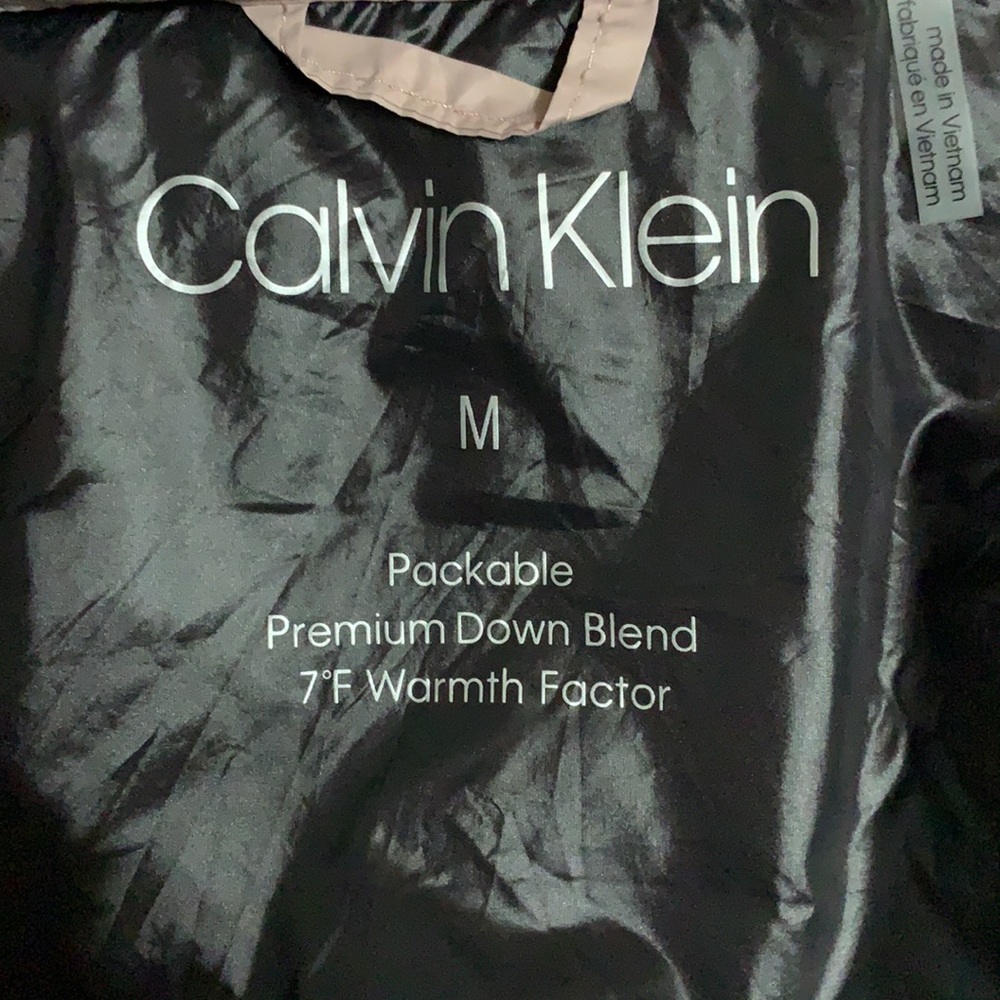 Calvin Klein
M
Packable
Premium Down Blend
7°F Warmth Factor
made in Vietnam
fabriqué en Vietnam